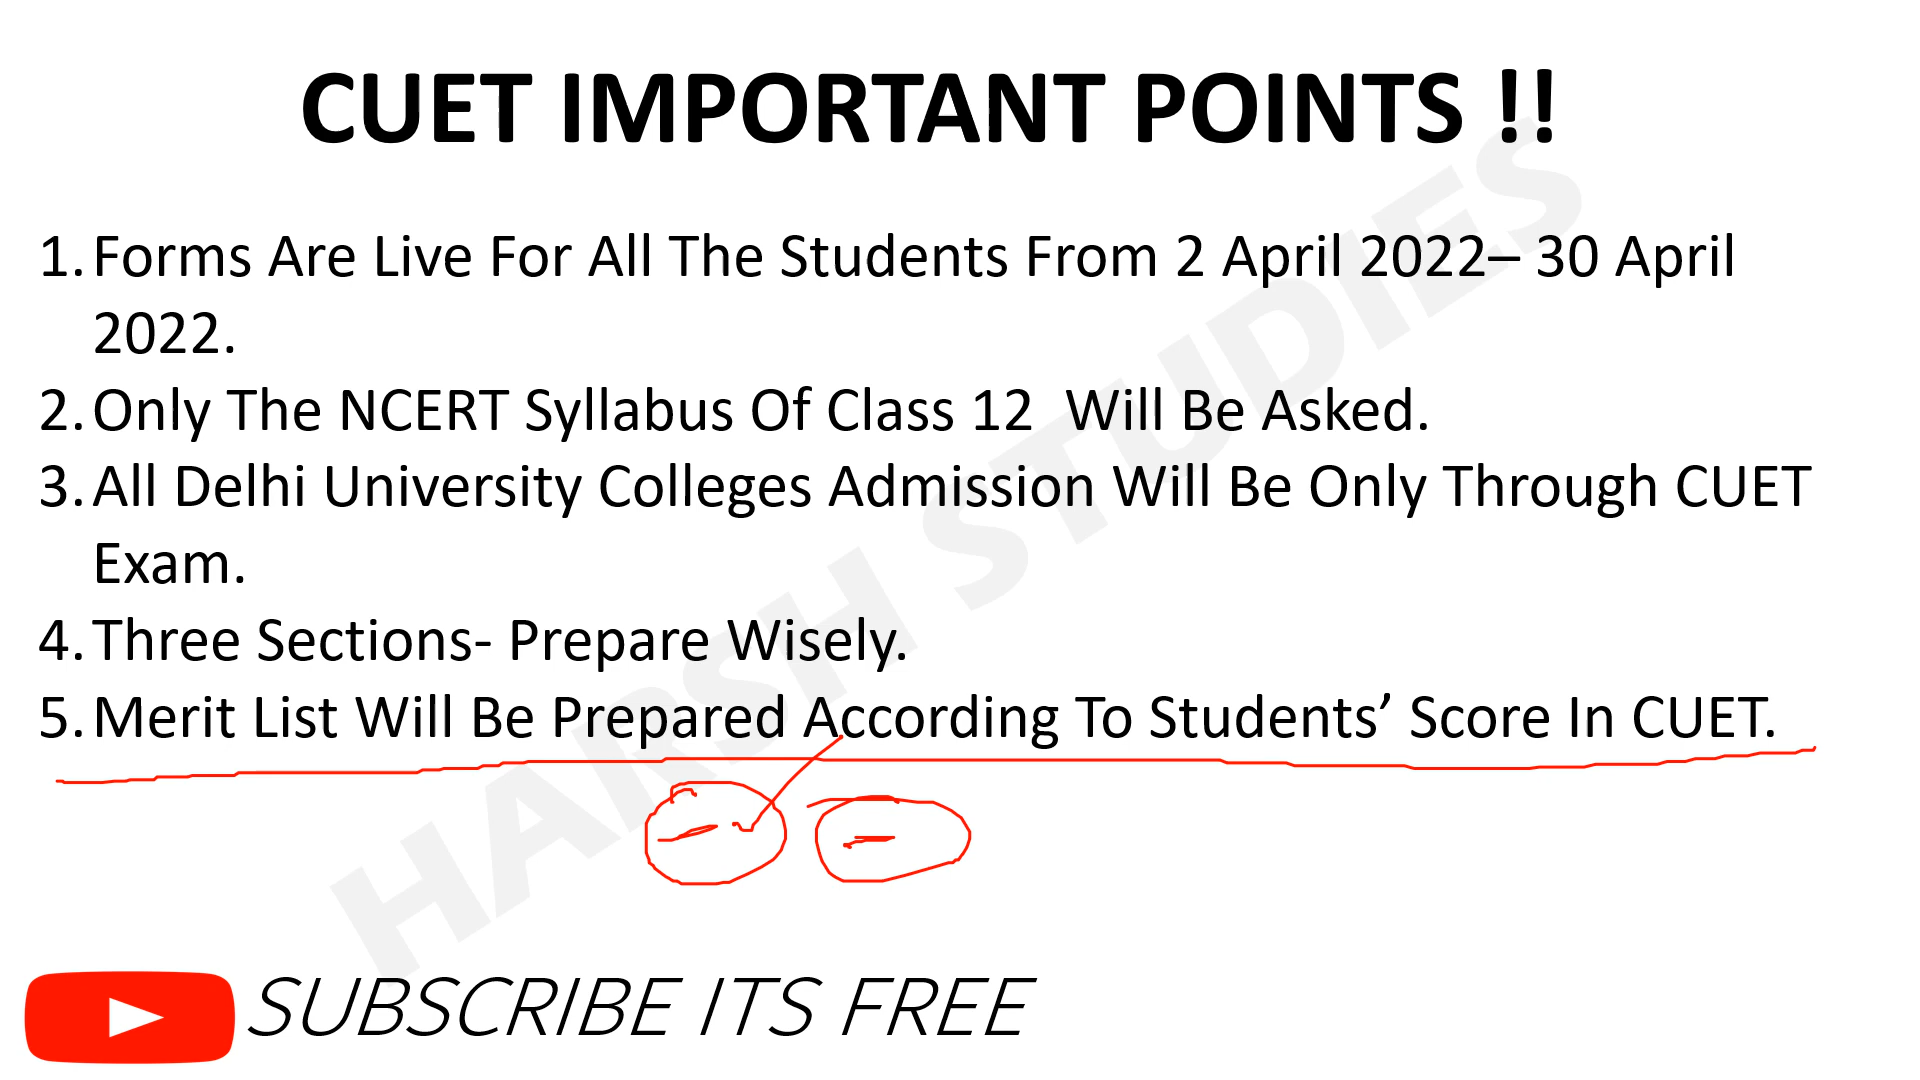 CUET IMPORTANT POINTS !!
1. Forms Are Live For All The Students From 2 April 2022– 30 April
2022.
2. Only The NCERT Syllabus Of Class 12 Will Be Asked.
3. All Delhi University Colleges Admission Will Be Only Through CUET
Exam.
4. Three Sections- Prepare Wisely.
5. Merit List Will Be Prepared According To Students’ Score In CUET.
HARSH STUDIES
SUBSCRIBE ITS FREE